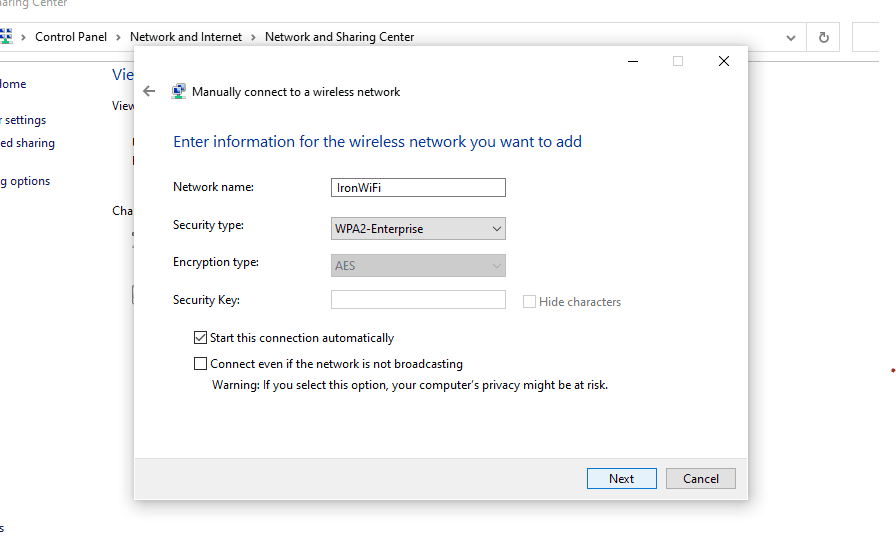 aring Center
Control Panel > Network and Internet > Network and Sharing Center
Manually connect to a wireless network
Home
Vie
View
r settings
ed sharing
Enter information for the wireless network you want to add
g options
Network name: IronWiFi
Cha
Security type: WPA2-Enterprise
Encryption type: AES
Security Key:
Hide characters
Start this connection automatically
Connect even if the network is not broadcasting
Warning: If you select this option, your computer's privacy might be at risk.
Next Cancel
s